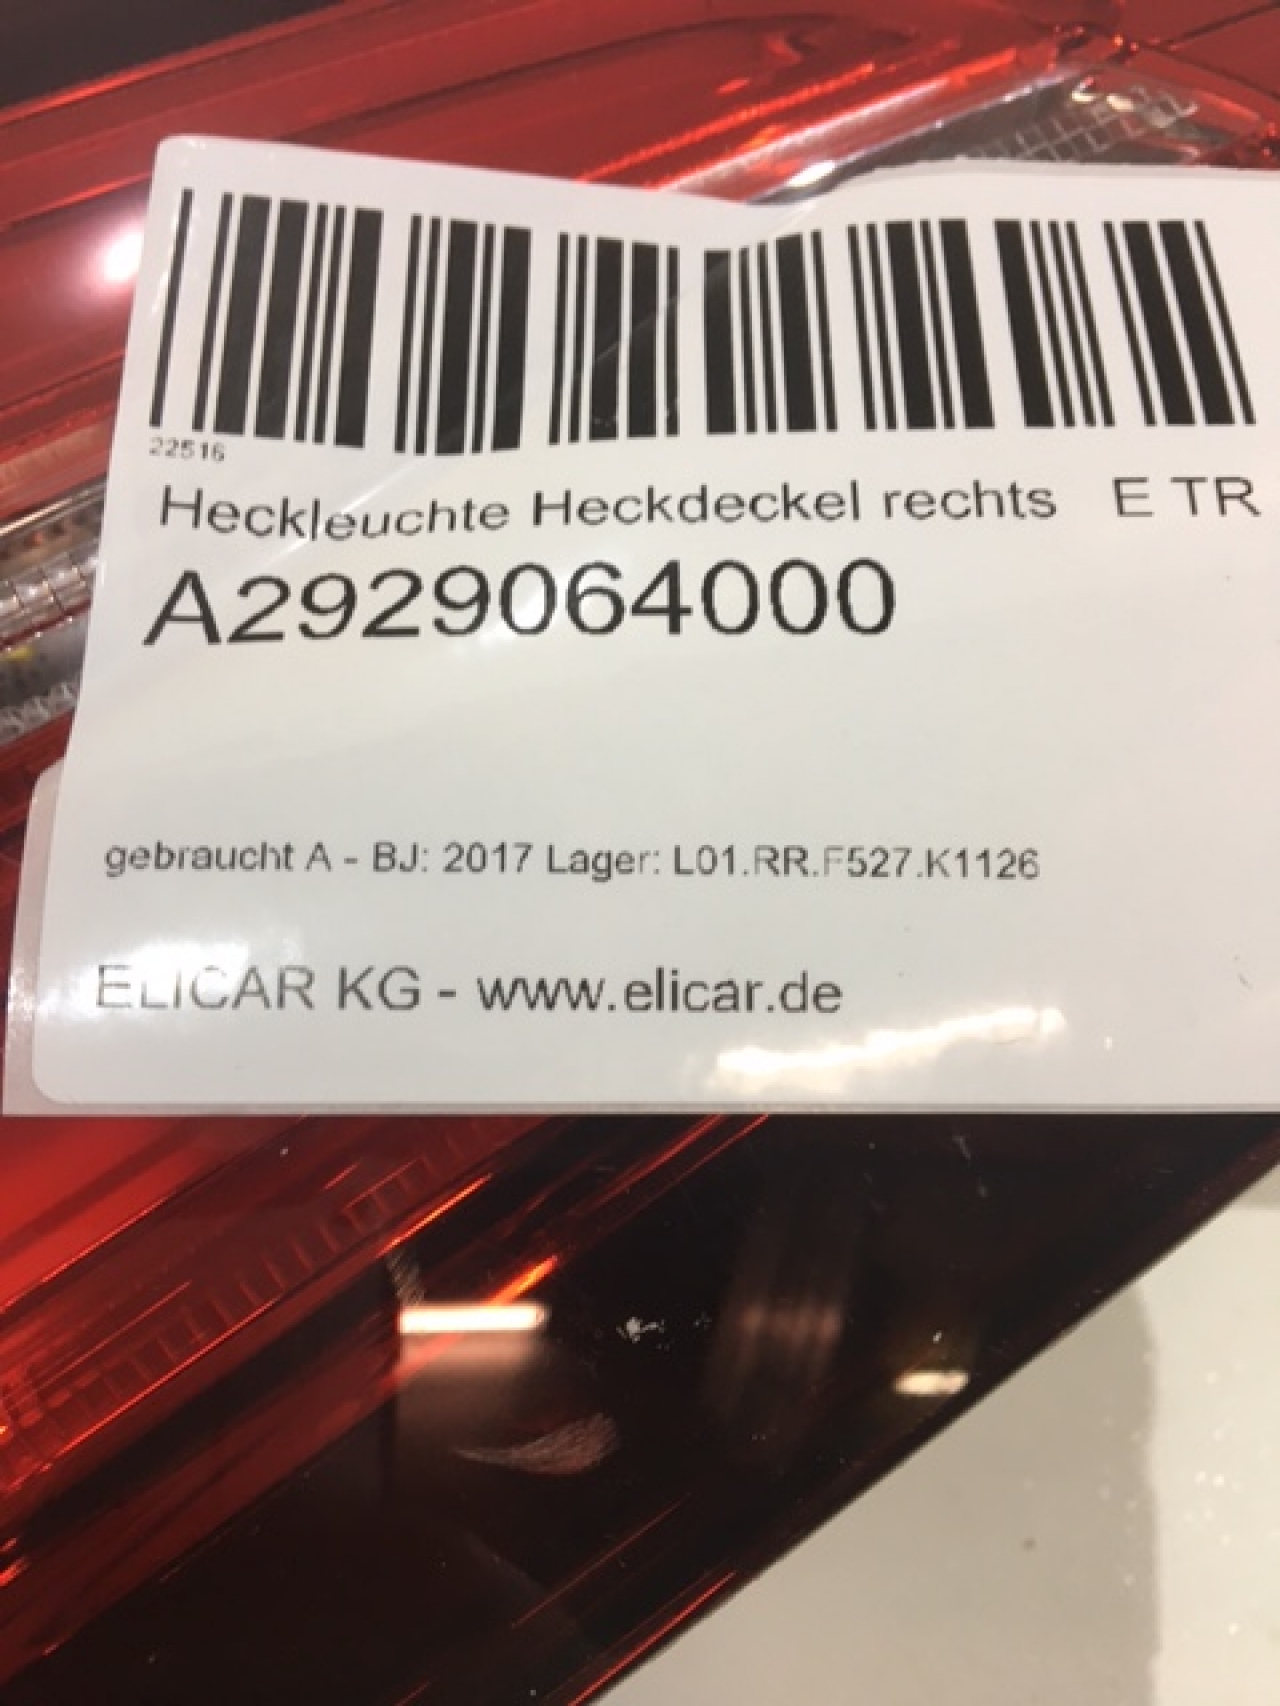 22516
Heckleuchte Heckdeckel rechts E TR
A2929064000
gebraucht A - BJ: 2017 Lager: L01.RR.F527.K1126
ELICAR KG - www.elicar.de